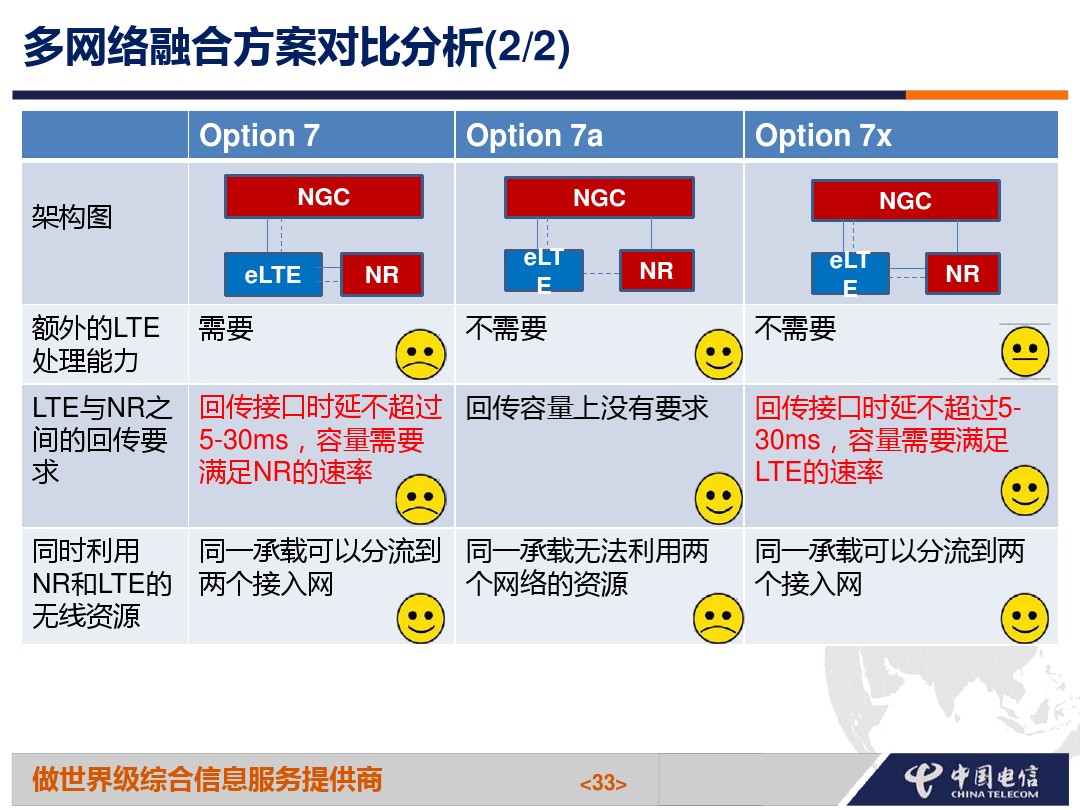 多网络融合方案对比分析(2/2)
Option 7
Option 7a
Option 7x
架构图
NGC
eLTE
NR
NGC
eLT
E
NR
NGC
eLT
E
NR
额外的LTE
处理能力
需要
不需要
不需要
LTE与NR之
间的回传要
求
回传接口时延不超过
5-30ms，容量需要
满足NR的速率
回传容量上没有要求
回传接口时延不超过5-
30ms，容量需要满足
LTE的速率
同时利用
NR和LTE的
无线资源
同一承载可以分流到
两个接入网
同一承载无法利用两
个网络的资源
同一承载可以分流到两
个接入网
做世界级综合信息服务提供商
<33>
中国电信
CHINA TELECOM